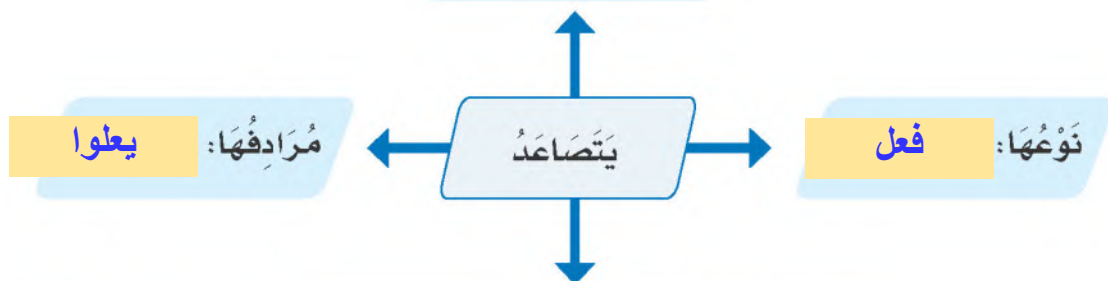 نَوْعُهَا: فعل
يَتَصَاعَدُ
مُرَادِفُهَا: يعلوا